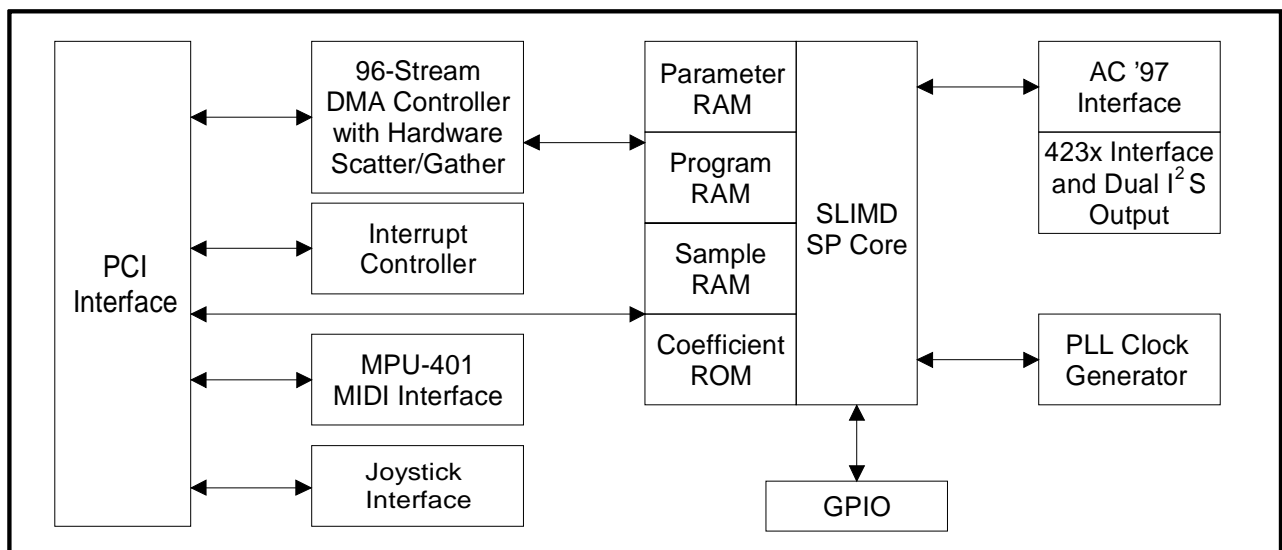 PCI
Interface
96-Stream
DMA Controller
with Hardware
Scatter/Gather
Interrupt
Controller
MPU-401
MIDI Interface
Joystick
Interface
Parameter
RAM
Program
RAM
Sample
RAM
Coefficient
ROM
SLIMD
SP Core
AC '97
Interface
423x Interface
and Dual I²S
Output
PLL Clock
Generator
GPIO